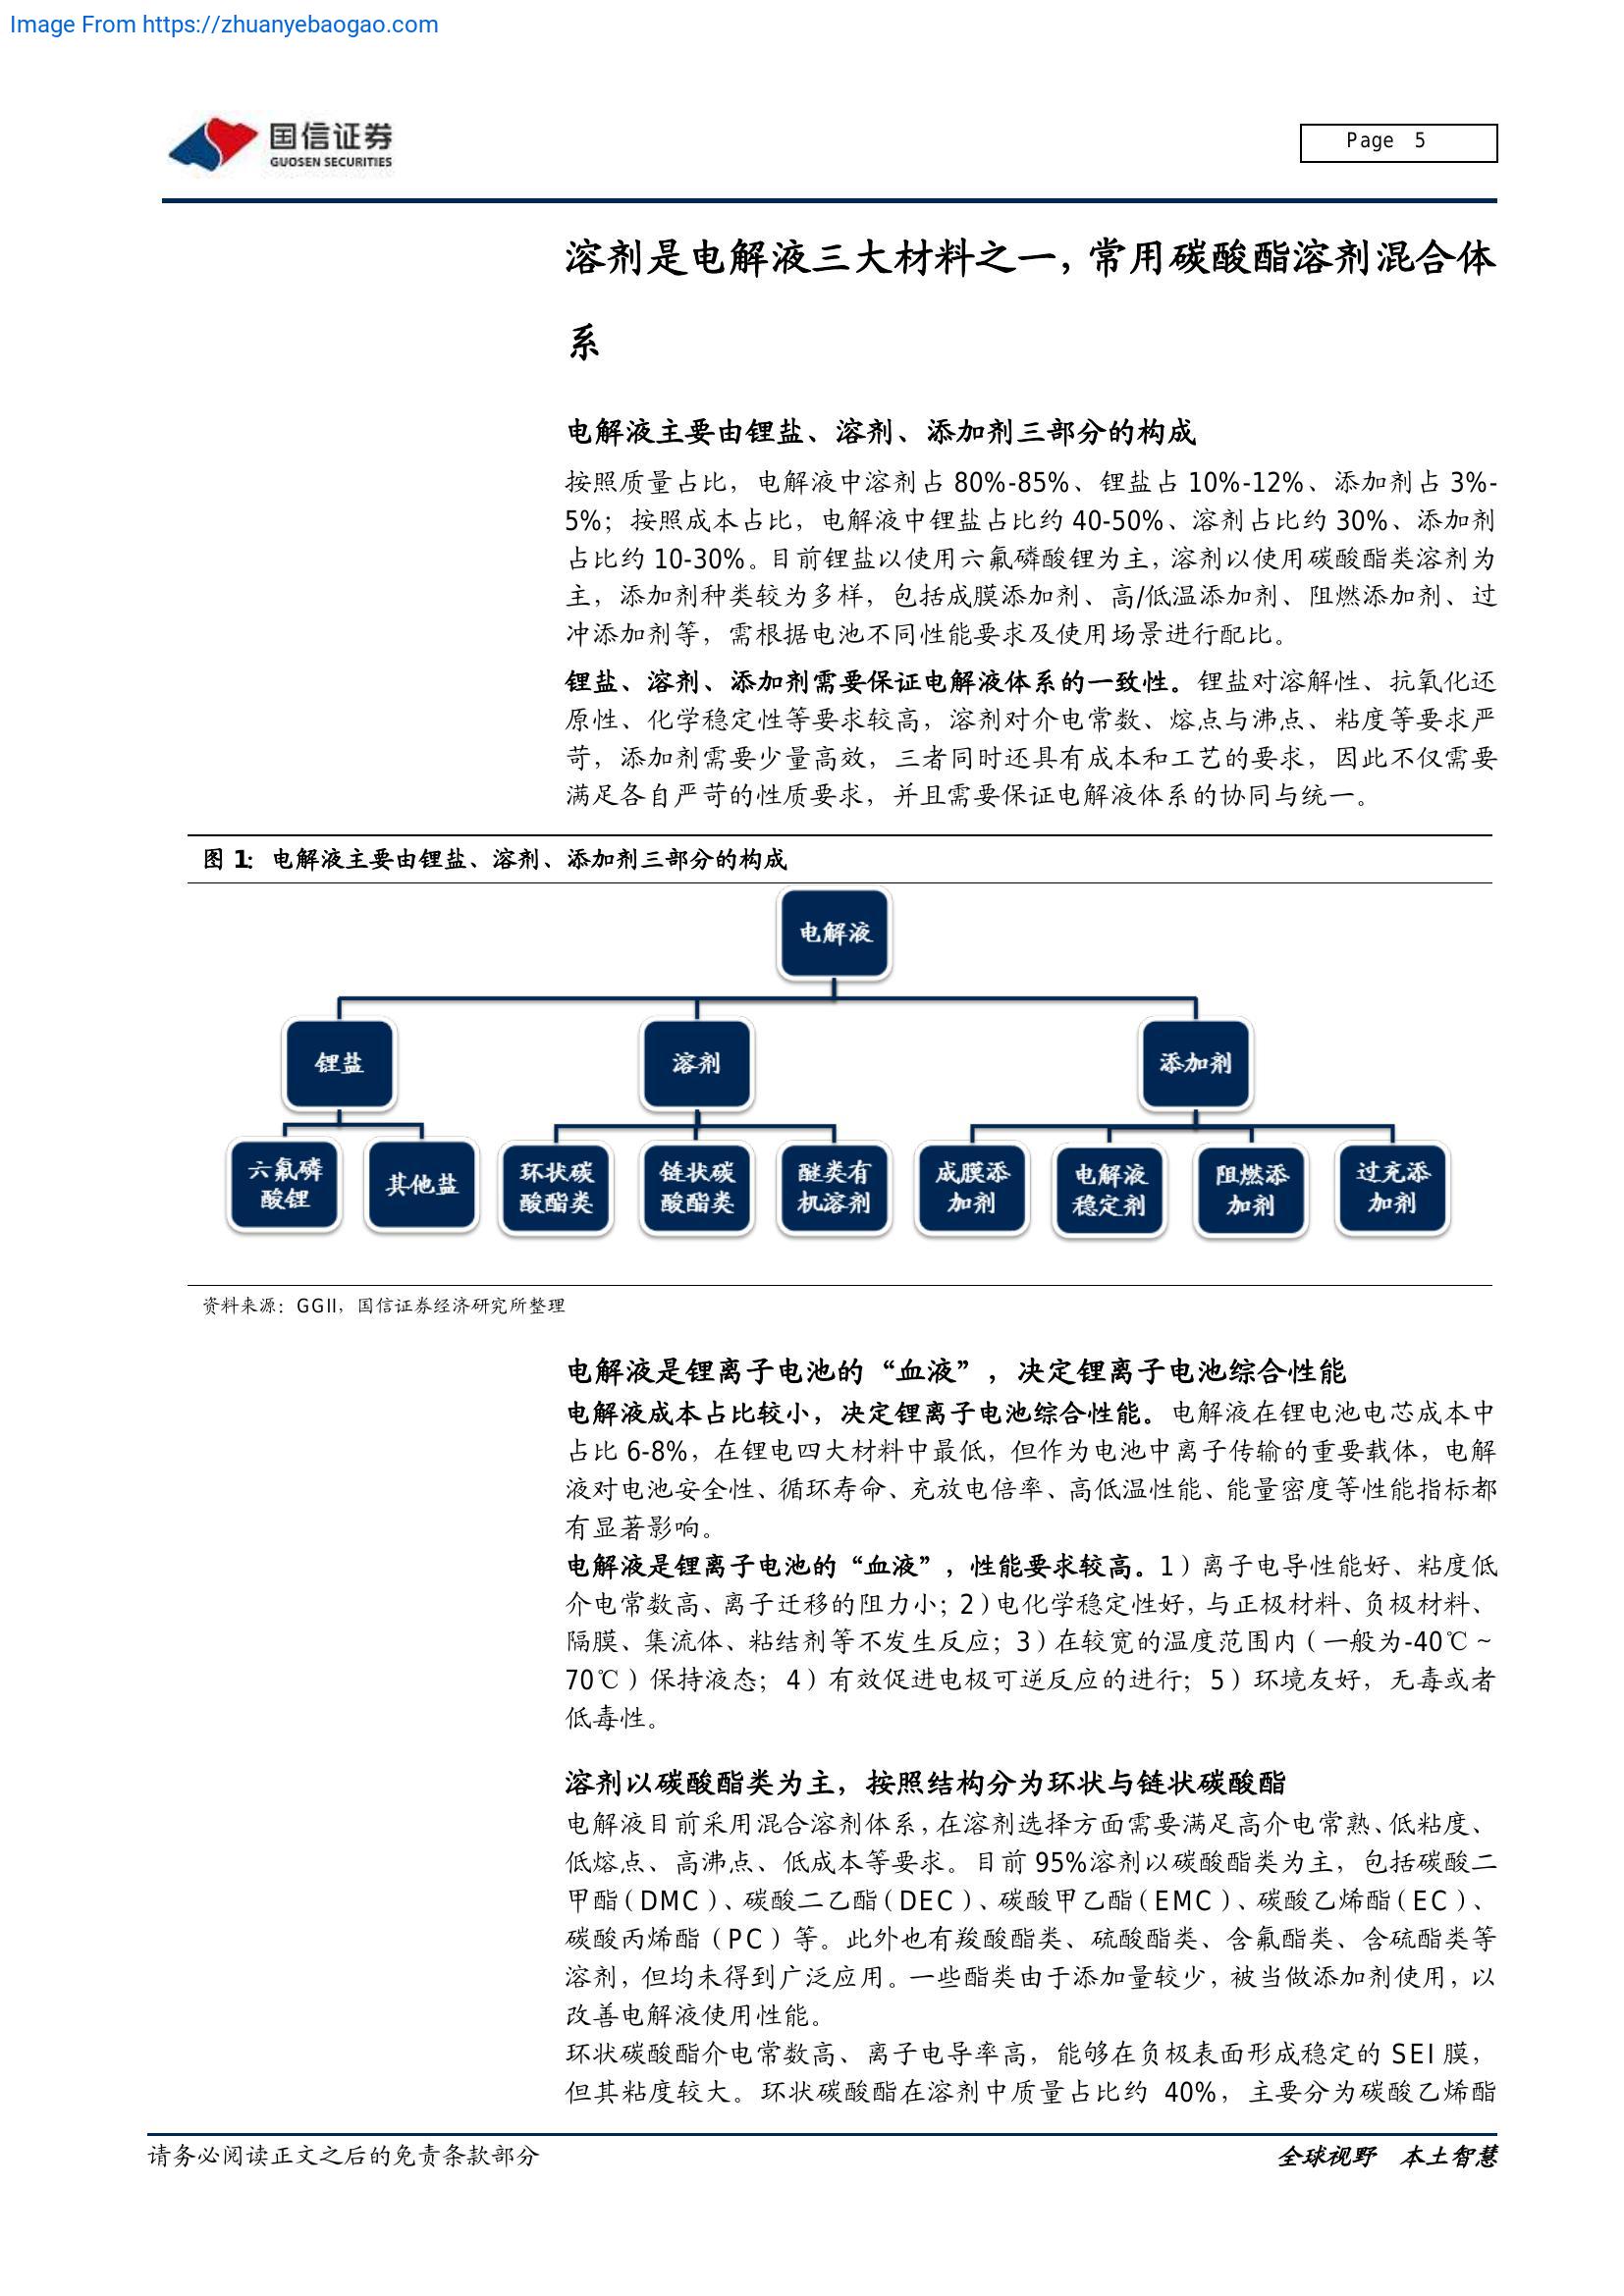 Image From https://zhuanyebaogao.com
国信证券
GUOSEN SECURITIES
Page 5
溶剂是电解液三大材料之一，常用碳酸酯溶剂混合体
系
电解液主要由锂盐、溶剂、添加剂三部分的构成
按照质量占比，电解液中溶剂占 80%-85%、锂盐占 10%-12%、添加剂占 3%-
5%；按照成本占比，电解液中锂盐占比约 40-50%、溶剂占比约 30%、添加剂
占比约 10-30%。目前锂盐以使用六氟磷酸锂为主，溶剂以使用碳酸酯类溶剂为
主，添加剂种类较为多样，包括成膜添加剂、高/低温添加剂、阻燃添加剂、过
冲添加剂等，需根据电池不同性能要求及使用场景进行配比。
锂盐、溶剂、添加剂需要保证电解液体系的一致性。锂盐对溶解性、抗氧化还
原性、化学稳定性等要求较高，溶剂对介电常数、熔点与沸点、粘度等要求严
苛，添加剂需要少量高效，三者同时还具有成本和工艺的要求，因此不仅需要
满足各自严苛的性质要求，并且需要保证电解液体系的协同与统一。
图 1：电解液主要由锂盐、溶剂、添加剂三部分的构成
电解液
锂盐
溶剂
添加剂
六氟磷
酸锂
其他盐
环状碳
酸酯类
链状碳
酸酯类
醚类有
机溶剂
成膜添
加剂
电解液
稳定剂
阻燃添
加剂
过充添
加剂
资料来源：GGII，国信证券经济研究所整理
电解液是锂离子电池的“血液”，决定锂离子电池综合性能
电解液成本占比较小，决定锂离子电池综合性能。电解液在锂电池电芯成本中
占比 6-8%，在锂电四大材料中最低，但作为电池中离子传输的重要载体，电解
液对电池安全性、循环寿命、充放电倍率、高低温性能、能量密度等性能指标都
有显著影响。
电解液是锂离子电池的“血液”，性能要求较高。1）离子电导性能好、粘度低
介电常数高、离子迁移的阻力小；2）电化学稳定性好，与正极材料、负极材料、
隔膜、集流体、粘结剂等不发生反应；3）在较宽的温度范围内（一般为-40℃～
70℃）保持液态；4）有效促进电极可逆反应的进行；5）环境友好，无毒或者
低毒性。
溶剂以碳酸酯类为主，按照结构分为环状与链状碳酸酯
电解液目前采用混合溶剂体系，在溶剂选择方面需要满足高介电常熟、低粘度、
低熔点、高沸点、低成本等要求。目前 95%溶剂以碳酸酯类为主，包括碳酸二
甲酯（DMC）、碳酸二乙酯（DEC）、碳酸甲乙酯（EMC）、碳酸乙烯酯（EC）、
碳酸丙烯酯（PC）等。此外也有羧酸酯类、硫酸酯类、含氟酯类、含硫酯类等
溶剂，但均未得到广泛应用。一些酯类由于添加量较少，被当做添加剂使用，以
改善电解液使用性能。
环状碳酸酯介电常数高、离子电导率高，能够在负极表面形成稳定的 SEI 膜，
但其粘度较大。环状碳酸酯在溶剂中质量占比约 40%，主要分为碳酸乙烯酯
请务必阅读正文之后的免责条款部分
全球视野 本土智慧